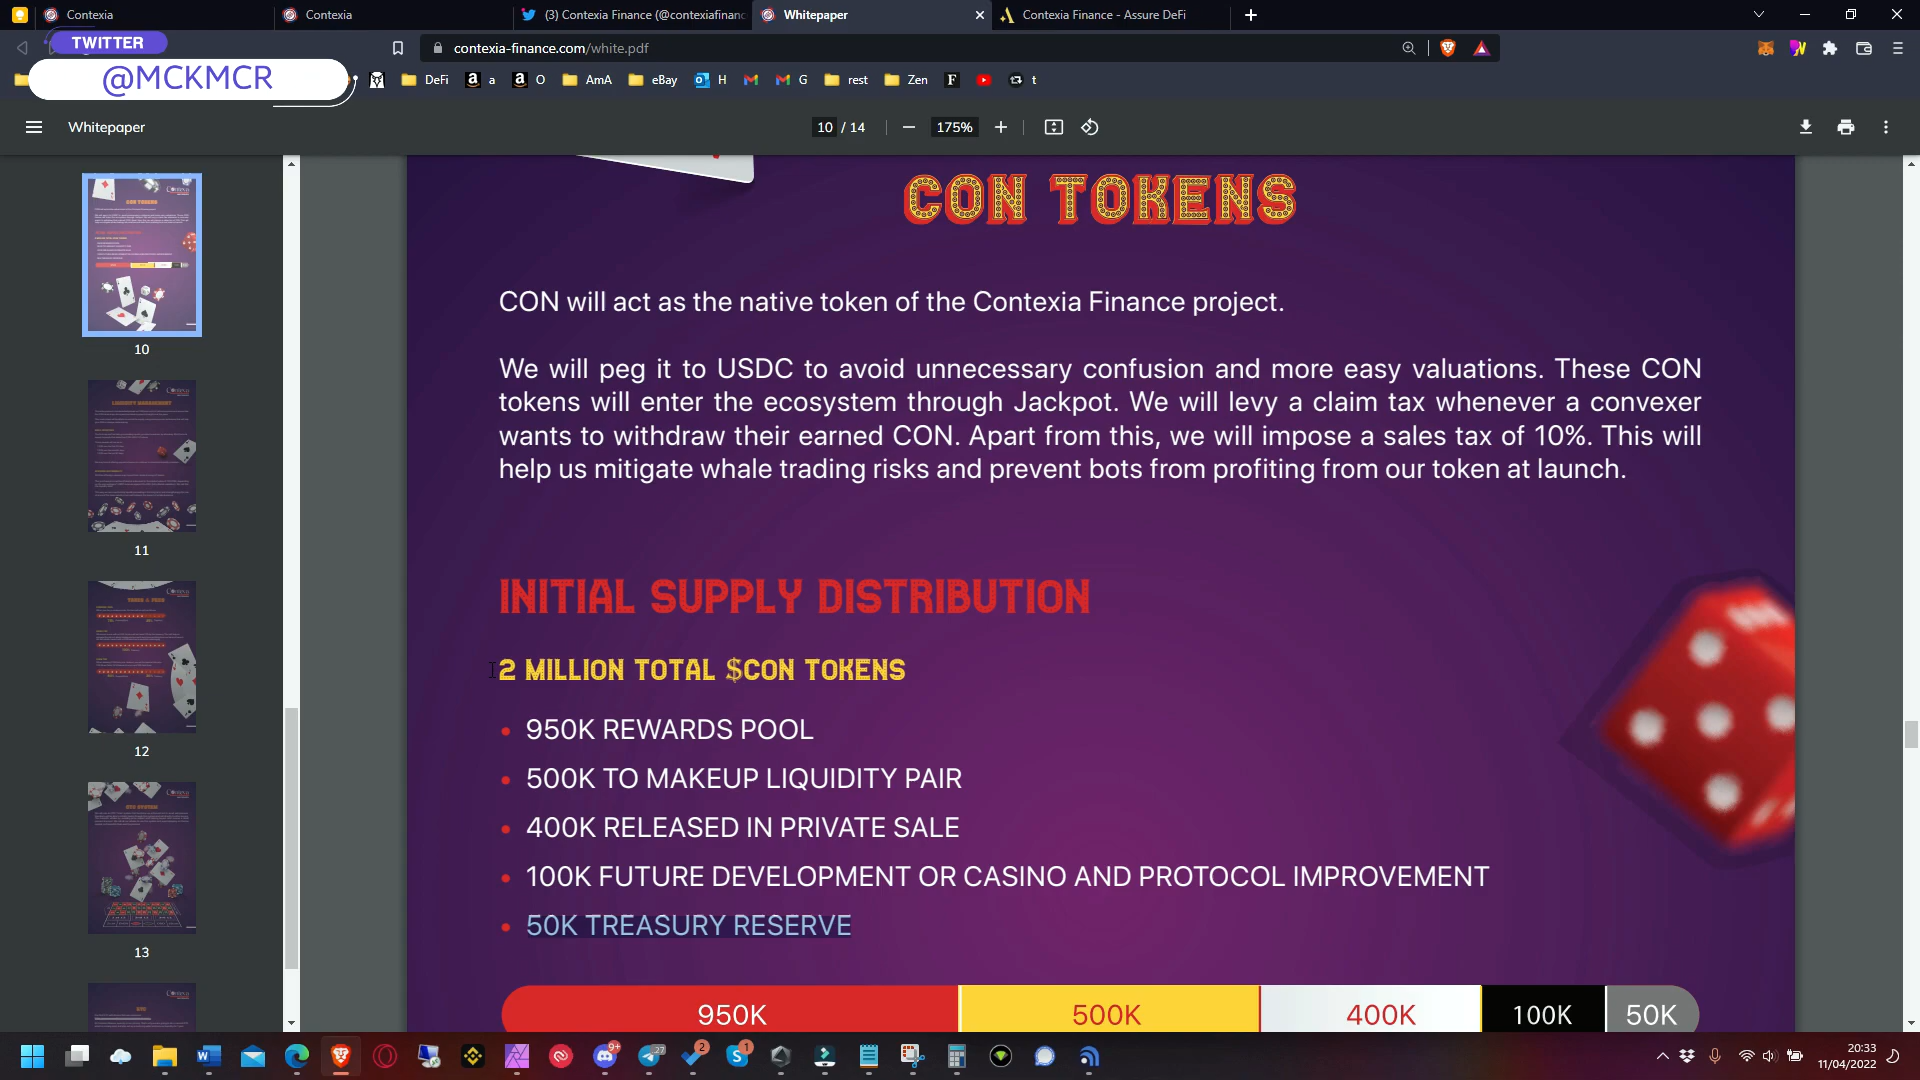 Contexia
Contexia
(3) Contexia Finance (@contexiafinanc
Whitepaper
Contexia Finance - Assure DeFi
TWITTER
@MCKMCR
contexia-finance.com/white.pdf
DeFi
a
O
AmA
eBay
H
G
rest
Zen
t
Whitepaper
10 / 14
175%
CON TOKENS
CON will act as the native token of the Contexia Finance project.
We will peg it to USDC to avoid unnecessary confusion and more easy valuations. These CON
tokens will enter the ecosystem through Jackpot. We will levy a claim tax whenever a convexer
wants to withdraw their earned CON. Apart from this, we will impose a sales tax of 10%. This will
help us mitigate whale trading risks and prevent bots from profiting from our token at launch.
INITIAL SUPPLY DISTRIBUTION
2 MILLION TOTAL $CON TOKENS
• 950K REWARDS POOL
• 500K TO MAKEUP LIQUIDITY PAIR
• 400K RELEASED IN PRIVATE SALE
• 100K FUTURE DEVELOPMENT OR CASINO AND PROTOCOL IMPROVEMENT
• 50K TREASURY RESERVE
950K
500K
400K
100K
50K
10
11
12
13
9+
27
2
1
20:33
11/04/2022